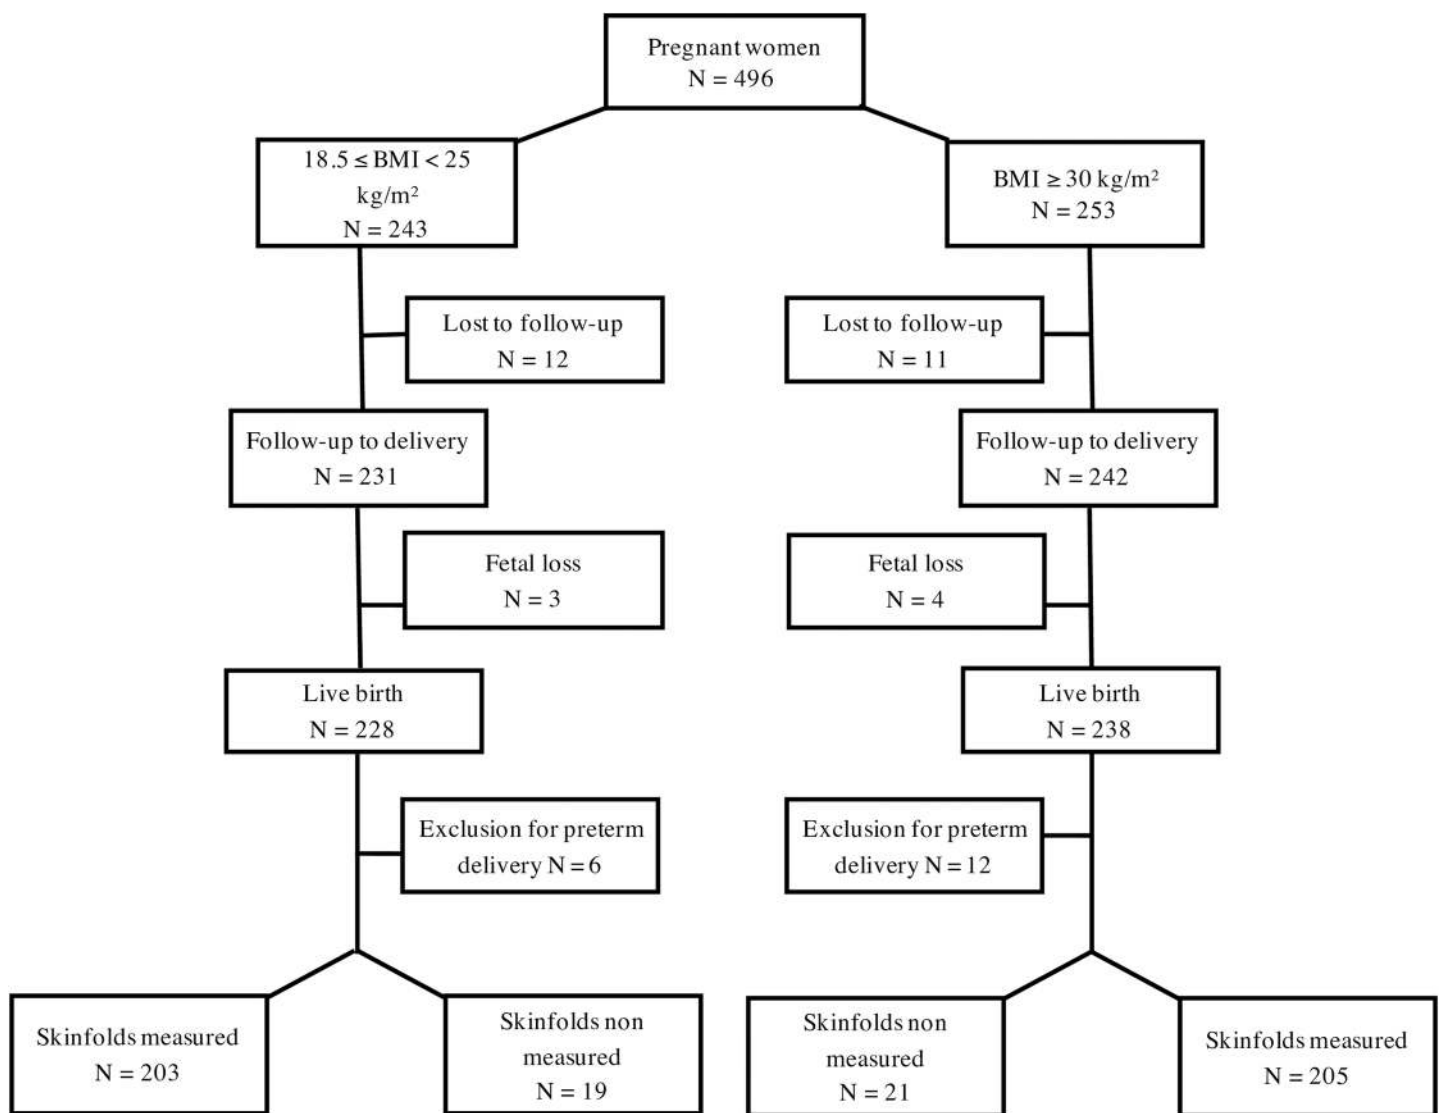 Pregnant women
N = 496
18.5 ≤ BMI < 25
kg/m²
N = 243
BMI ≥ 30 kg/m²
N = 253
Lost to follow-up
N = 12
Lost to follow-up
N = 11
Follow-up to delivery
N = 231
Follow-up to delivery
N = 242
Fetal loss
N = 3
Fetal loss
N = 4
Live birth
N = 228
Live birth
N = 238
Exclusion for preterm
delivery N = 6
Exclusion for preterm
delivery N = 12
Skinfolds measured
N = 203
Skinfolds non
measured
N = 19
Skinfolds non
measured
N = 21
Skinfolds measured
N = 205